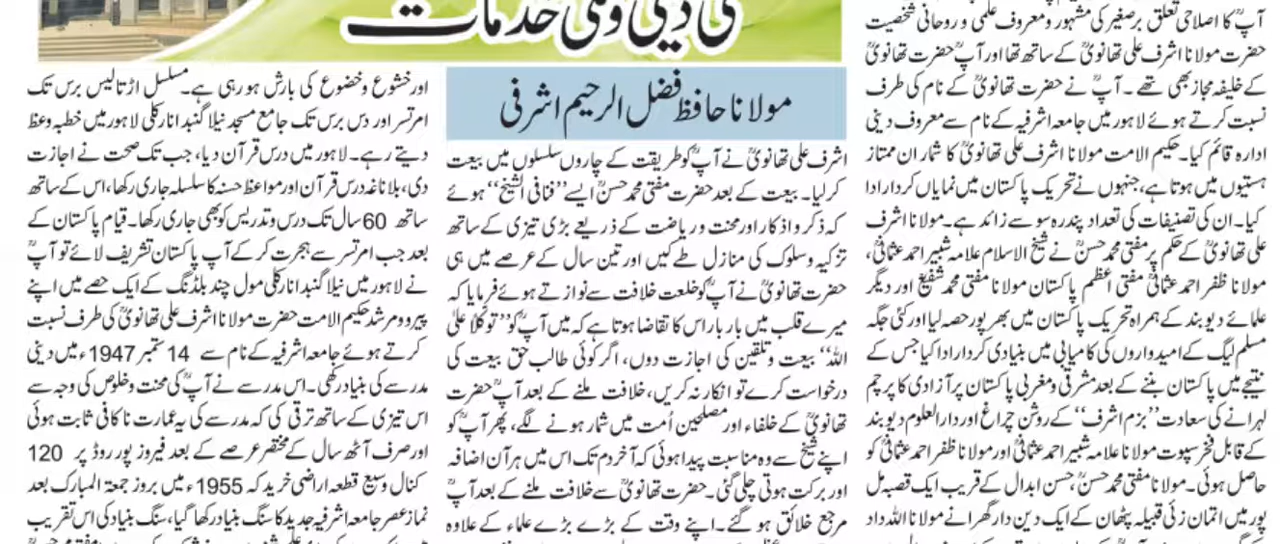 کی دینی و ملی خدمات
مولانا حافظ فضل الرحیم اشرفی
آپؒ کا اصلاحی تعلق برصغیر کی مشہور و معروف علمی و روحانی شخصیت
حضرت مولانا اشرف علی تھانویؒ کے ساتھ تھا اور آپؒ حضرت تھانویؒ
کے خلیفہ مجاز بھی تھے۔ آپؒ نے حضرت تھانویؒ کے نام کی طرف
نسبت کرتے ہوئے لاہور میں جامعہ اشرفیہ کے نام سے معروف دینی
ادارہ قائم کیا۔ حکیم الامت مولانا اشرف علی تھانویؒ کا شمار ان ممتاز
ہستیوں میں ہوتا ہے، جنہوں نے تحریک پاکستان میں نمایاں کردار ادا
کیا۔ ان کی تصنیفات کی تعداد پندرہ سو سے زائد ہے۔ مولانا اشرف
علی تھانویؒ کے حکم پر مفتی محمد حسنؒ نے شیخ الاسلام علامہ شبیر احمد عثمانیؒ،
مولانا ظفر احمد عثمانیؒ مفتی اعظم پاکستان مولانا مفتی محمد شفیعؒ اور دیگر
علمائے دیوبند کے ہمراہ تحریک پاکستان میں بھرپور حصہ لیا اور کئی جگہ
مسلم لیگ کے امیدواروں کی کامیابی میں بنیادی کردار ادا کیا جس کے
نتیجے میں پاکستان بننے کے بعد مشرقی و مغربی پاکستان پر آزادی کا پرچم
لہرانے کی سعادت ’’بزم اشرف‘‘ کے روشن چراغ اور دارالعلوم دیوبند
کے قابل فخر سپوت مولانا علامہ شبیر احمد عثمانیؒ اور مولانا ظفر احمد عثمانیؒ کو
حاصل ہوئی۔ مولانا مفتی محمد حسنؒ، حسن ابدال کے قریب ایک قصبہ مل
پور میں اتمان زئی قبیلہ پٹھان کے ایک دین دار گھرانے مولانا اللہ داد
اشرف علی تھانویؒ نے آپؒ کو طریقت کے چاروں سلسلوں میں بیعت
کر لیا۔ بیعت کے بعد حضرت مفتی محمد حسنؒ ایسے ’’فنا فی الشیخ‘‘ ہوئے
کہ ذکر و اذکار اور محنت و ریاضت کے ذریعے بڑی تیزی کے ساتھ
تزکیہ و سلوک کی منازل طے کیں اور تین سال کے عرصے میں ہی
حضرت تھانویؒ نے آپؒ کو خلعت خلافت سے نوازتے ہوئے فرمایا کہ
میرے قلب میں بار بار اس کا تقاضا ہوتا ہے کہ میں آپؒ کو ’’توکلاً علیٰ
اللہ‘‘ بیعت و تلقین کی اجازت دوں، اگر کوئی طالب حق بیعت کی
درخواست کرے تو انکار نہ کریں، خلافت ملنے کے بعد آپؒ حضرت
تھانویؒ کے خلفاء اور مصلحین اُمت میں شمار ہونے لگے، پھر آپؒ کو
اپنے شیخ سے وہ مناسبت پیدا ہوئی کہ آخر دم تک اس میں ہر آن اضافہ
اور برکت ہوتی چلی گئی۔ حضرت تھانویؒ سے خلافت ملنے کے بعد آپؒ
مرجع خلائق ہو گئے۔ اپنے وقت کے بڑے بڑے علماء کے علاوہ
اور خشوع و خضوع کی بارش ہو رہی ہے۔ مسلسل اڑتالیس برس تک
امرتسر اور دس برس تک جامع مسجد نیلا گنبد انارکلی لاہور میں خطبہ و وعظ
دیتے رہے۔ لاہور میں درس قرآن دیا، جب تک صحت نے اجازت
دی، بلا ناغہ درس قرآن اور مواعظ حسنہ کا سلسلہ جاری رکھا، اس کے ساتھ
ساتھ 60 سال تک درس و تدریس کو بھی جاری رکھا۔ قیام پاکستان کے
بعد جب امرتسر سے ہجرت کر کے آپ پاکستان تشریف لائے تو آپؒ
نے لاہور میں نیلا گنبد انارکلی مول چند بلڈنگ کے ایک حصے میں اپنے
پیر و مرشد حکیم الامت حضرت مولانا اشرف علی تھانویؒ کی طرف نسبت
کرتے ہوئے جامعہ اشرفیہ کے نام سے 14 ستمبر 1947ء میں دینی
مدرسے کی بنیاد رکھی۔ اس مدرسے نے آپؒ کی محنت و خلوص کی وجہ سے
اس تیزی کے ساتھ ترقی کی کہ مدرسے کی یہ عمارت ناکافی ثابت ہوئی
اور صرف آٹھ سال کے مختصر عرصے کے بعد فیروز پور روڈ پر 120
کنال وسیع قطعہ اراضی خرید کہ 1955ء میں بروز جمعۃ المبارک بعد
نماز عصر جامعہ اشرفیہ جدید کا سنگ بنیاد رکھا گیا، سنگ بنیاد کی اس تقریب